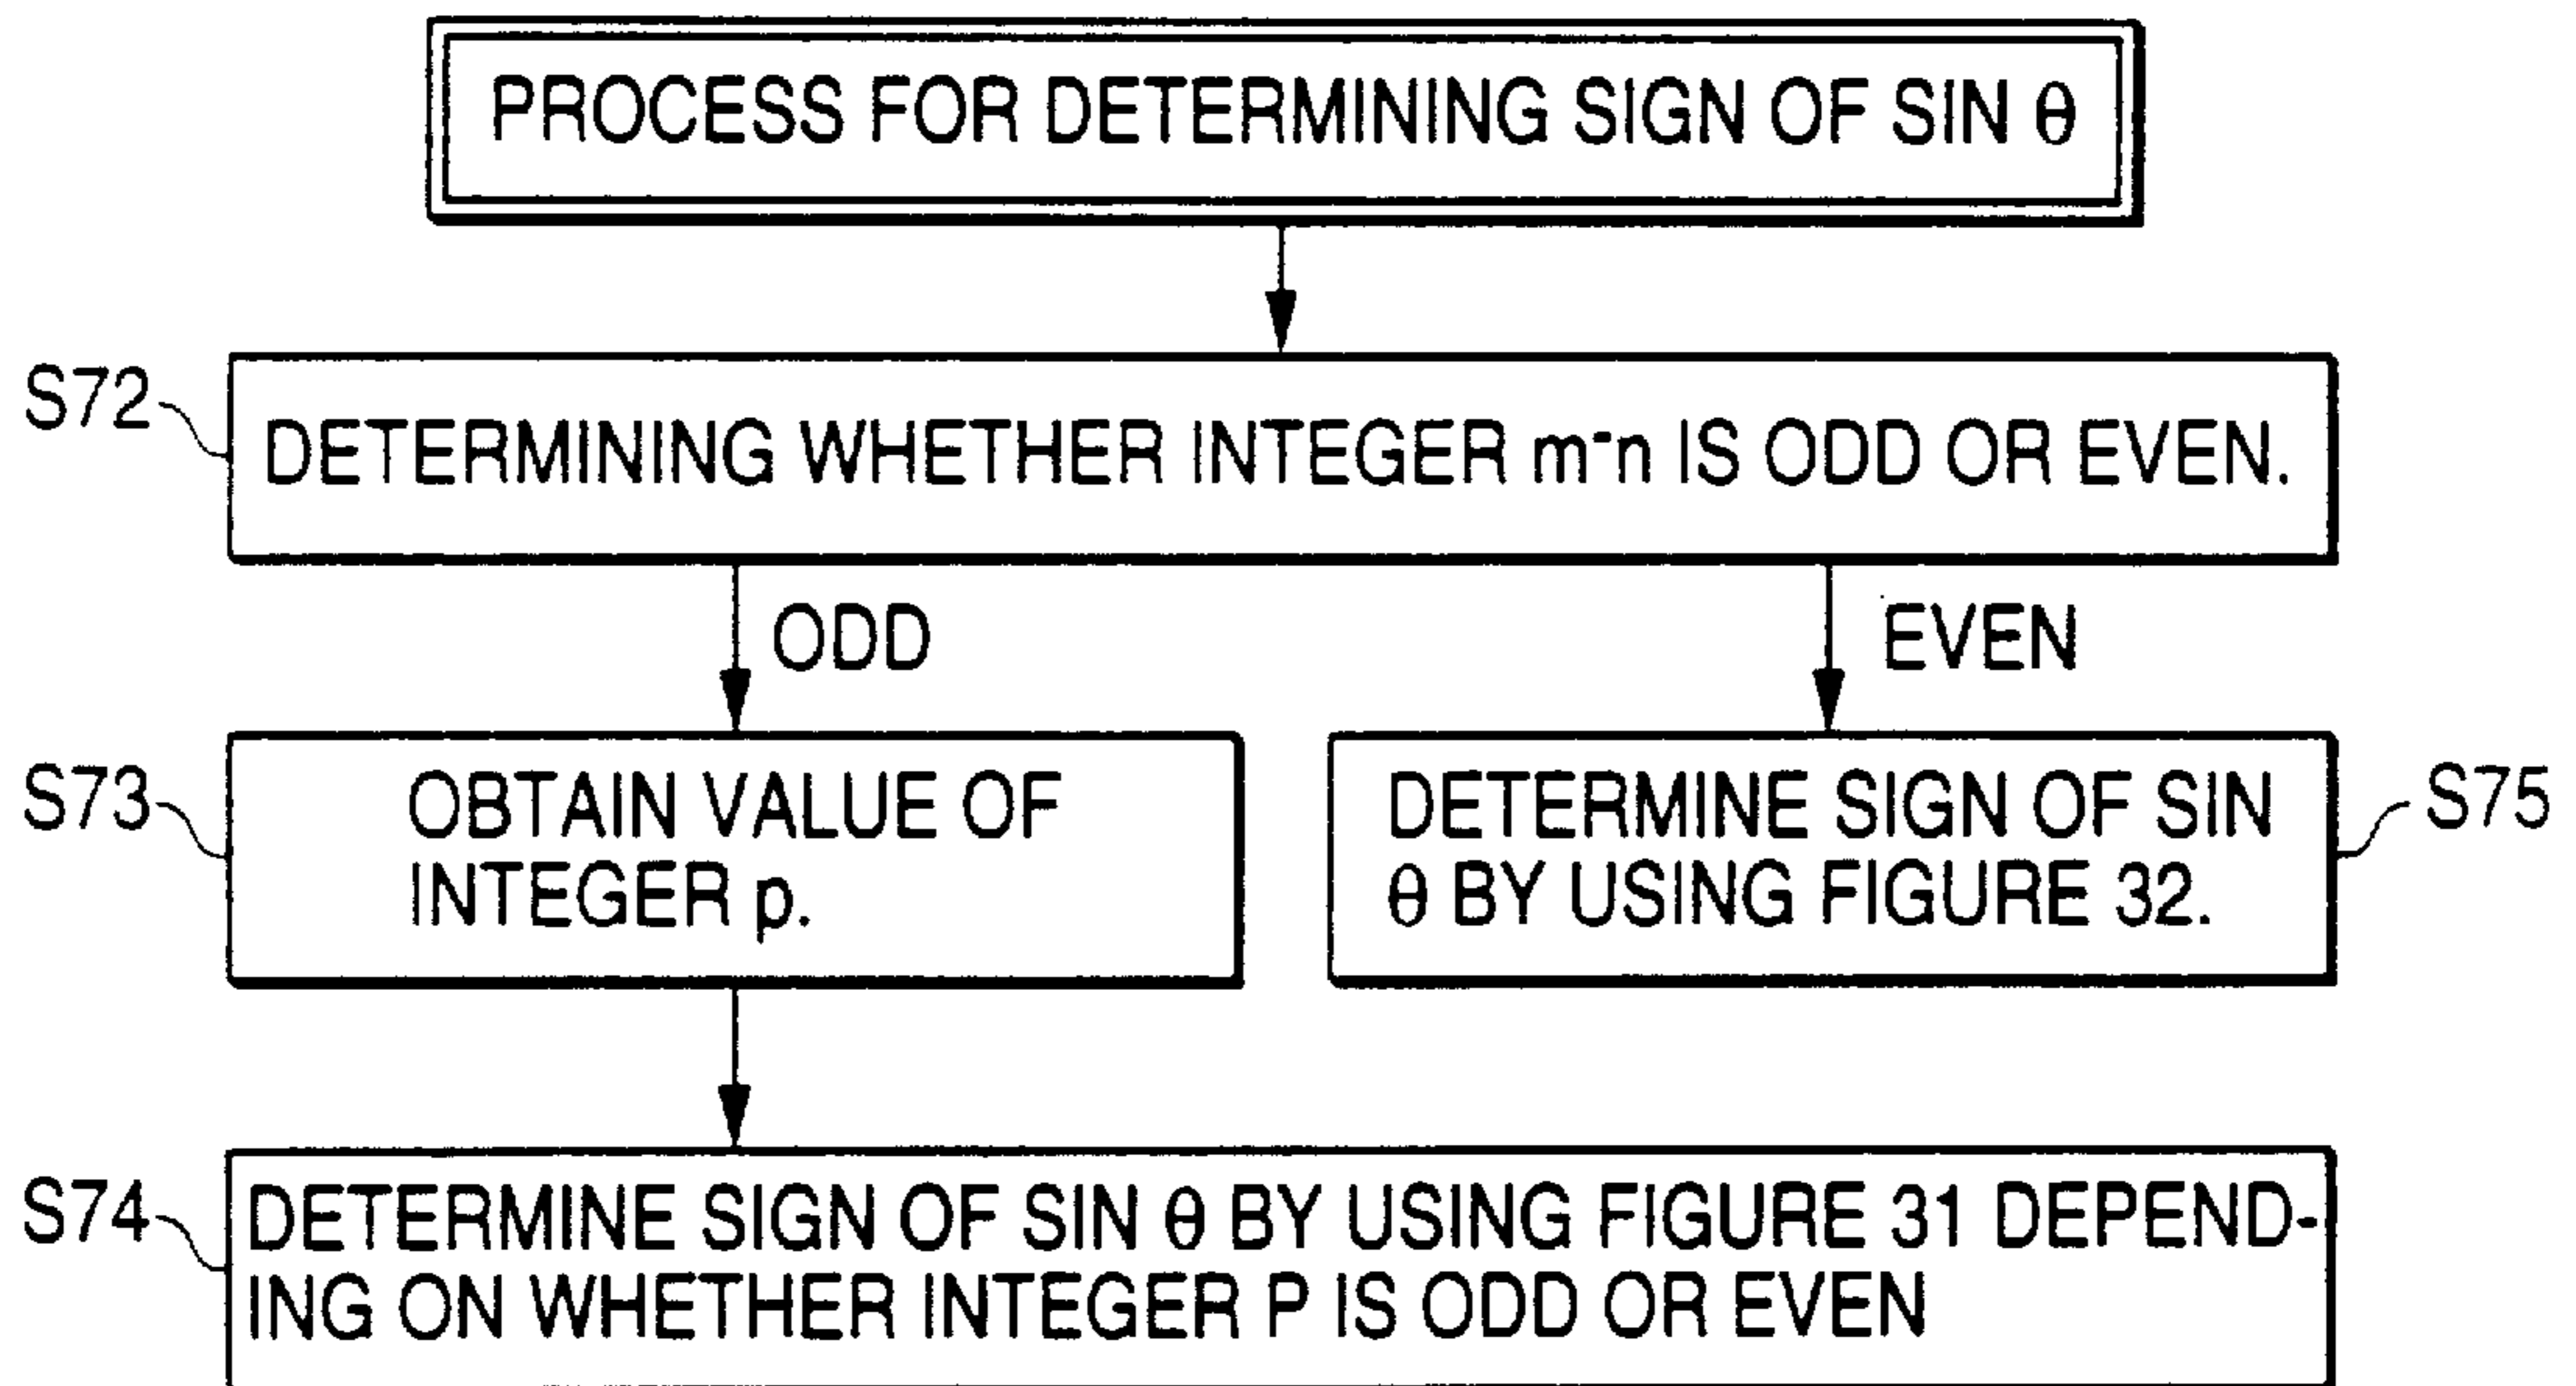 PROCESS FOR DETERMINING SIGN OF SIN θ
S72
DETERMINING WHETHER INTEGER m-n IS ODD OR EVEN.
ODD
EVEN
S73
OBTAIN VALUE OF
INTEGER p.
DETERMINE SIGN OF SIN
θ BY USING FIGURE 32.
S75
S74
DETERMINE SIGN OF SIN θ BY USING FIGURE 31 DEPEND-
ING ON WHETHER INTEGER P IS ODD OR EVEN